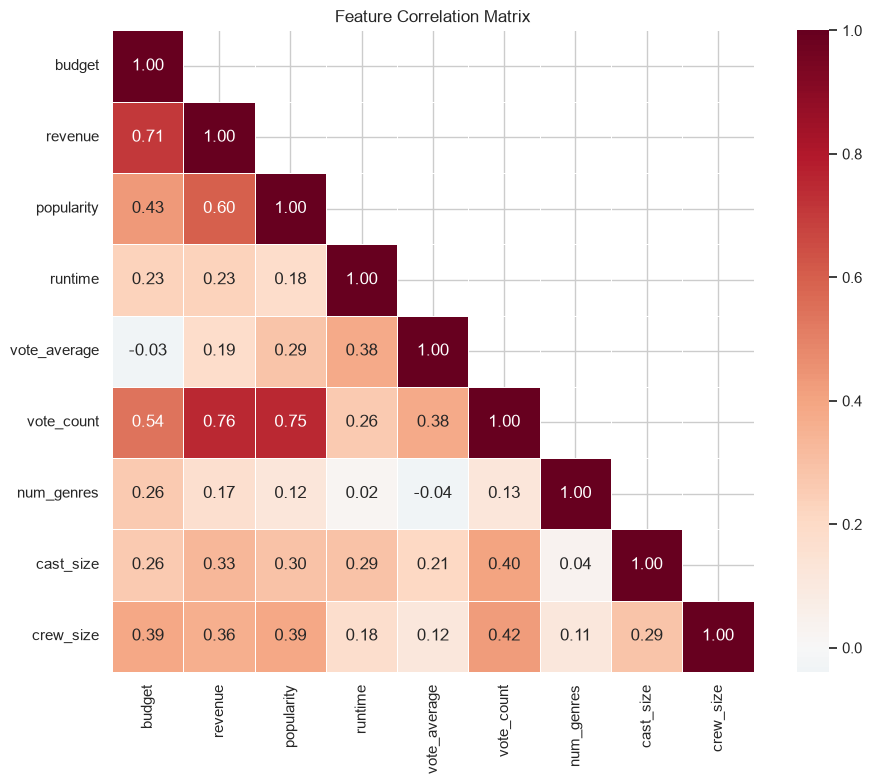 Feature Correlation Matrix
budget 1.00
revenue 0.71 1.00
popularity 0.43 0.60 1.00
runtime 0.23 0.23 0.18 1.00
vote_average -0.03 0.19 0.29 0.38 1.00
vote_count 0.54 0.76 0.75 0.26 0.38 1.00
num_genres 0.26 0.17 0.12 0.02 -0.04 0.13 1.00
cast_size 0.26 0.33 0.30 0.29 0.21 0.40 0.04 1.00
crew_size 0.39 0.36 0.39 0.18 0.12 0.42 0.11 0.29 1.00
budget revenue popularity runtime vote_average vote_count num_genres cast_size crew_size
1.0
0.8
0.6
0.4
0.2
0.0